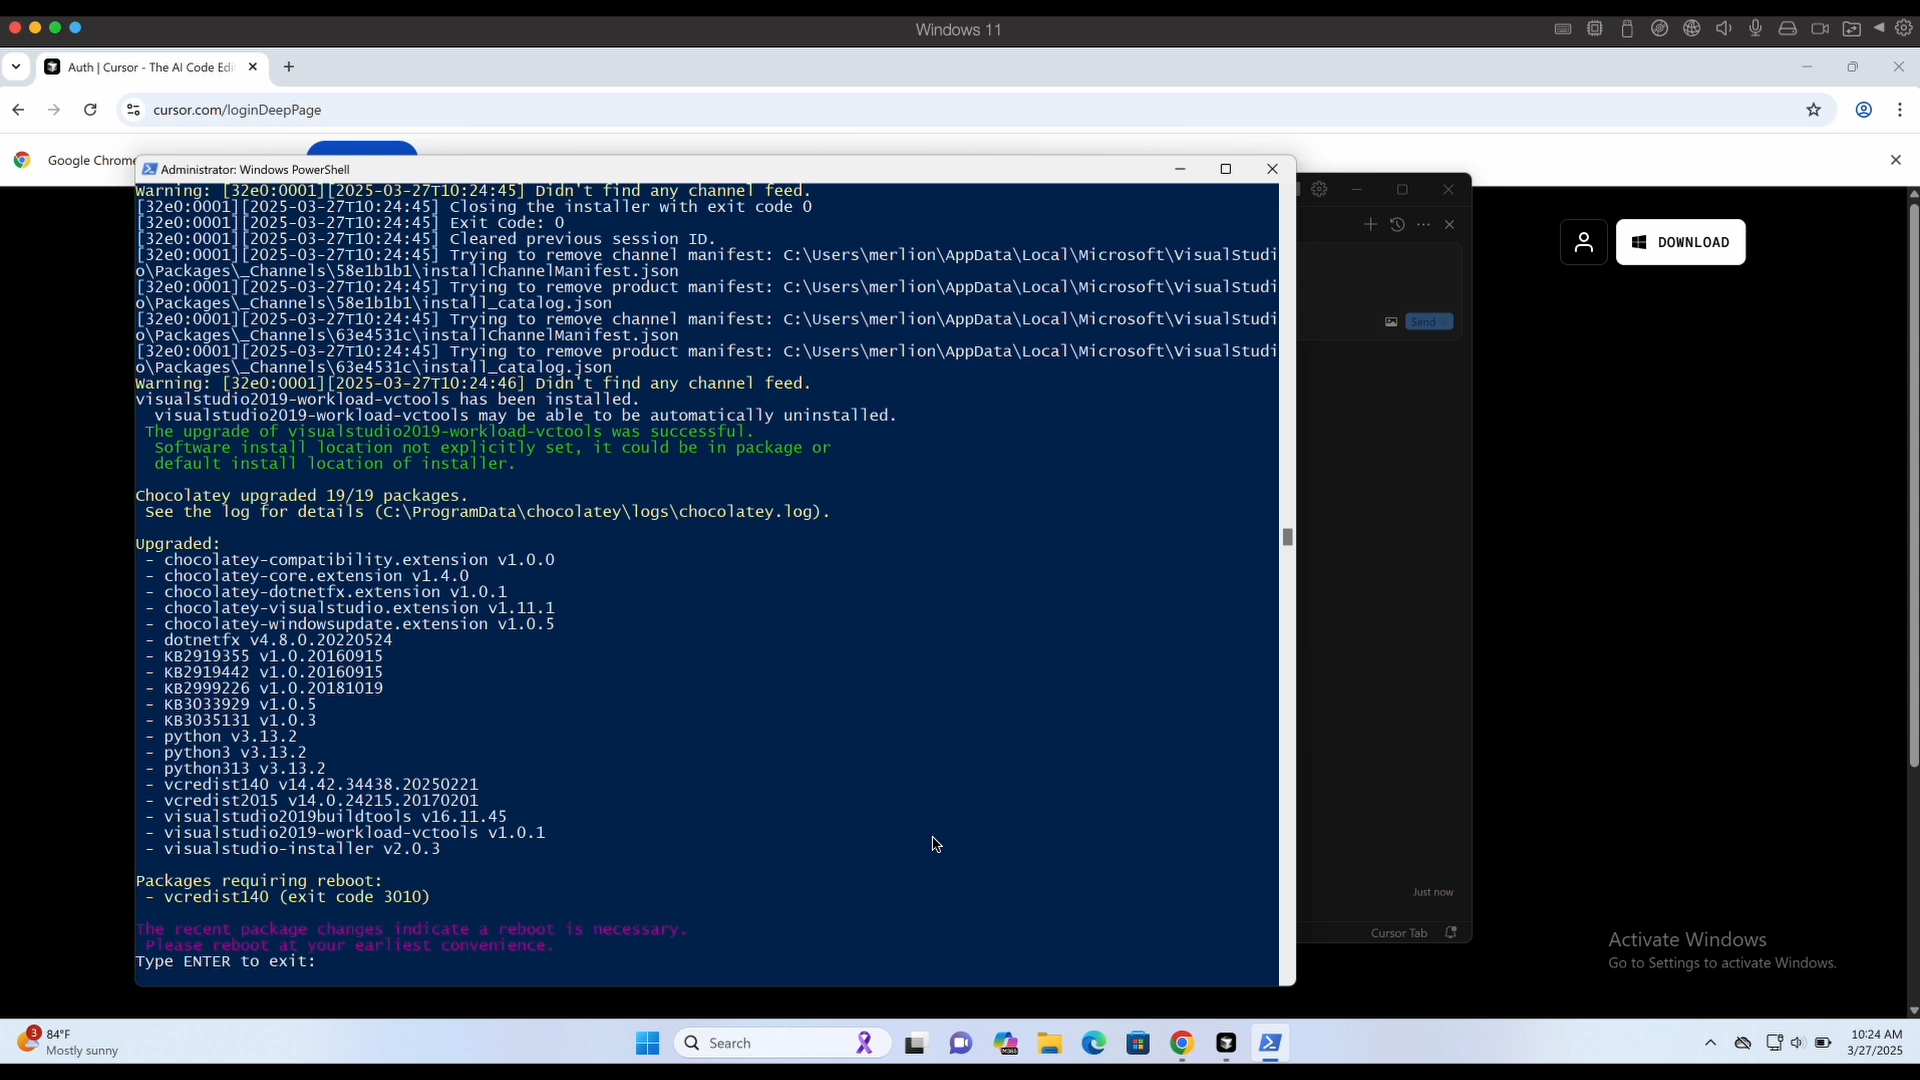 Windows 11
Auth | Cursor - The AI Code Edi
cursor.com/loginDeepPage
Google Chrome
Administrator: Windows PowerShell
Warning: [32e0:0001][2025-03-27T10:24:45] Didn't find any channel feed.
[32e0:0001][2025-03-27T10:24:45] Closing the installer with exit code 0
[32e0:0001][2025-03-27T10:24:45] Exit Code: 0
[32e0:0001][2025-03-27T10:24:45] Cleared previous session ID.
[32e0:0001][2025-03-27T10:24:45] Trying to remove channel manifest: C:\Users\merlion\AppData\Local\Microsoft\VisualStudi
o\Packages\_Channels\58e1b1b1\installChannelManifest.json
[32e0:0001][2025-03-27T10:24:45] Trying to remove product manifest: C:\Users\merlion\AppData\Local\Microsoft\VisualStudi
o\Packages\_Channels\58e1b1b1\install_catalog.json
[32e0:0001][2025-03-27T10:24:45] Trying to remove channel manifest: C:\Users\merlion\AppData\Local\Microsoft\VisualStudi
o\Packages\_Channels\63e4531c\installChannelManifest.json
[32e0:0001][2025-03-27T10:24:45] Trying to remove product manifest: C:\Users\merlion\AppData\Local\Microsoft\VisualStudi
o\Packages\_Channels\63e4531c\install_catalog.json
Warning: [32e0:0001][2025-03-27T10:24:46] Didn't find any channel feed.
visualstudio2019-workload-vctools has been installed.
visualstudio2019-workload-vctools may be able to be automatically uninstalled.
The upgrade of visualstudio2019-workload-vctools was successful.
Software install location not explicitly set, it could be in package or
default install location of installer.
Chocolatey upgraded 19/19 packages.
See the log for details (C:\ProgramData\chocolatey\logs\chocolatey.log).
Upgraded:
- chocolatey-compatibility.extension v1.0.0
- chocolatey-core.extension v1.4.0
- chocolatey-dotnetfx.extension v1.0.1
- chocolatey-visualstudio.extension v1.11.1
- chocolatey-windowsupdate.extension v1.0.5
- dotnetfx v4.8.0.20220524
- KB2919355 v1.0.20160915
- KB2919442 v1.0.20160915
- KB2999226 v1.0.20181019
- KB3033929 v1.0.5
- KB3035131 v1.0.3
- python v3.13.2
- python3 v3.13.2
- python313 v3.13.2
- vcredist140 v14.42.34438.20250221
- vcredist2015 v14.0.24215.20170201
- visualstudio2019buildtools v16.11.45
- visualstudio2019-workload-vctools v1.0.1
- visualstudio-installer v2.0.3
Packages requiring reboot:
- vcredist140 (exit code 3010)
The recent package changes indicate a reboot is necessary.
Please reboot at your earliest convenience.
Type ENTER to exit:
DOWNLOAD
Send
Just now
Cursor Tab
Activate Windows
Go to Settings to activate Windows.
3
84°F
Mostly sunny
Search
M365
10:24 AM
3/27/2025